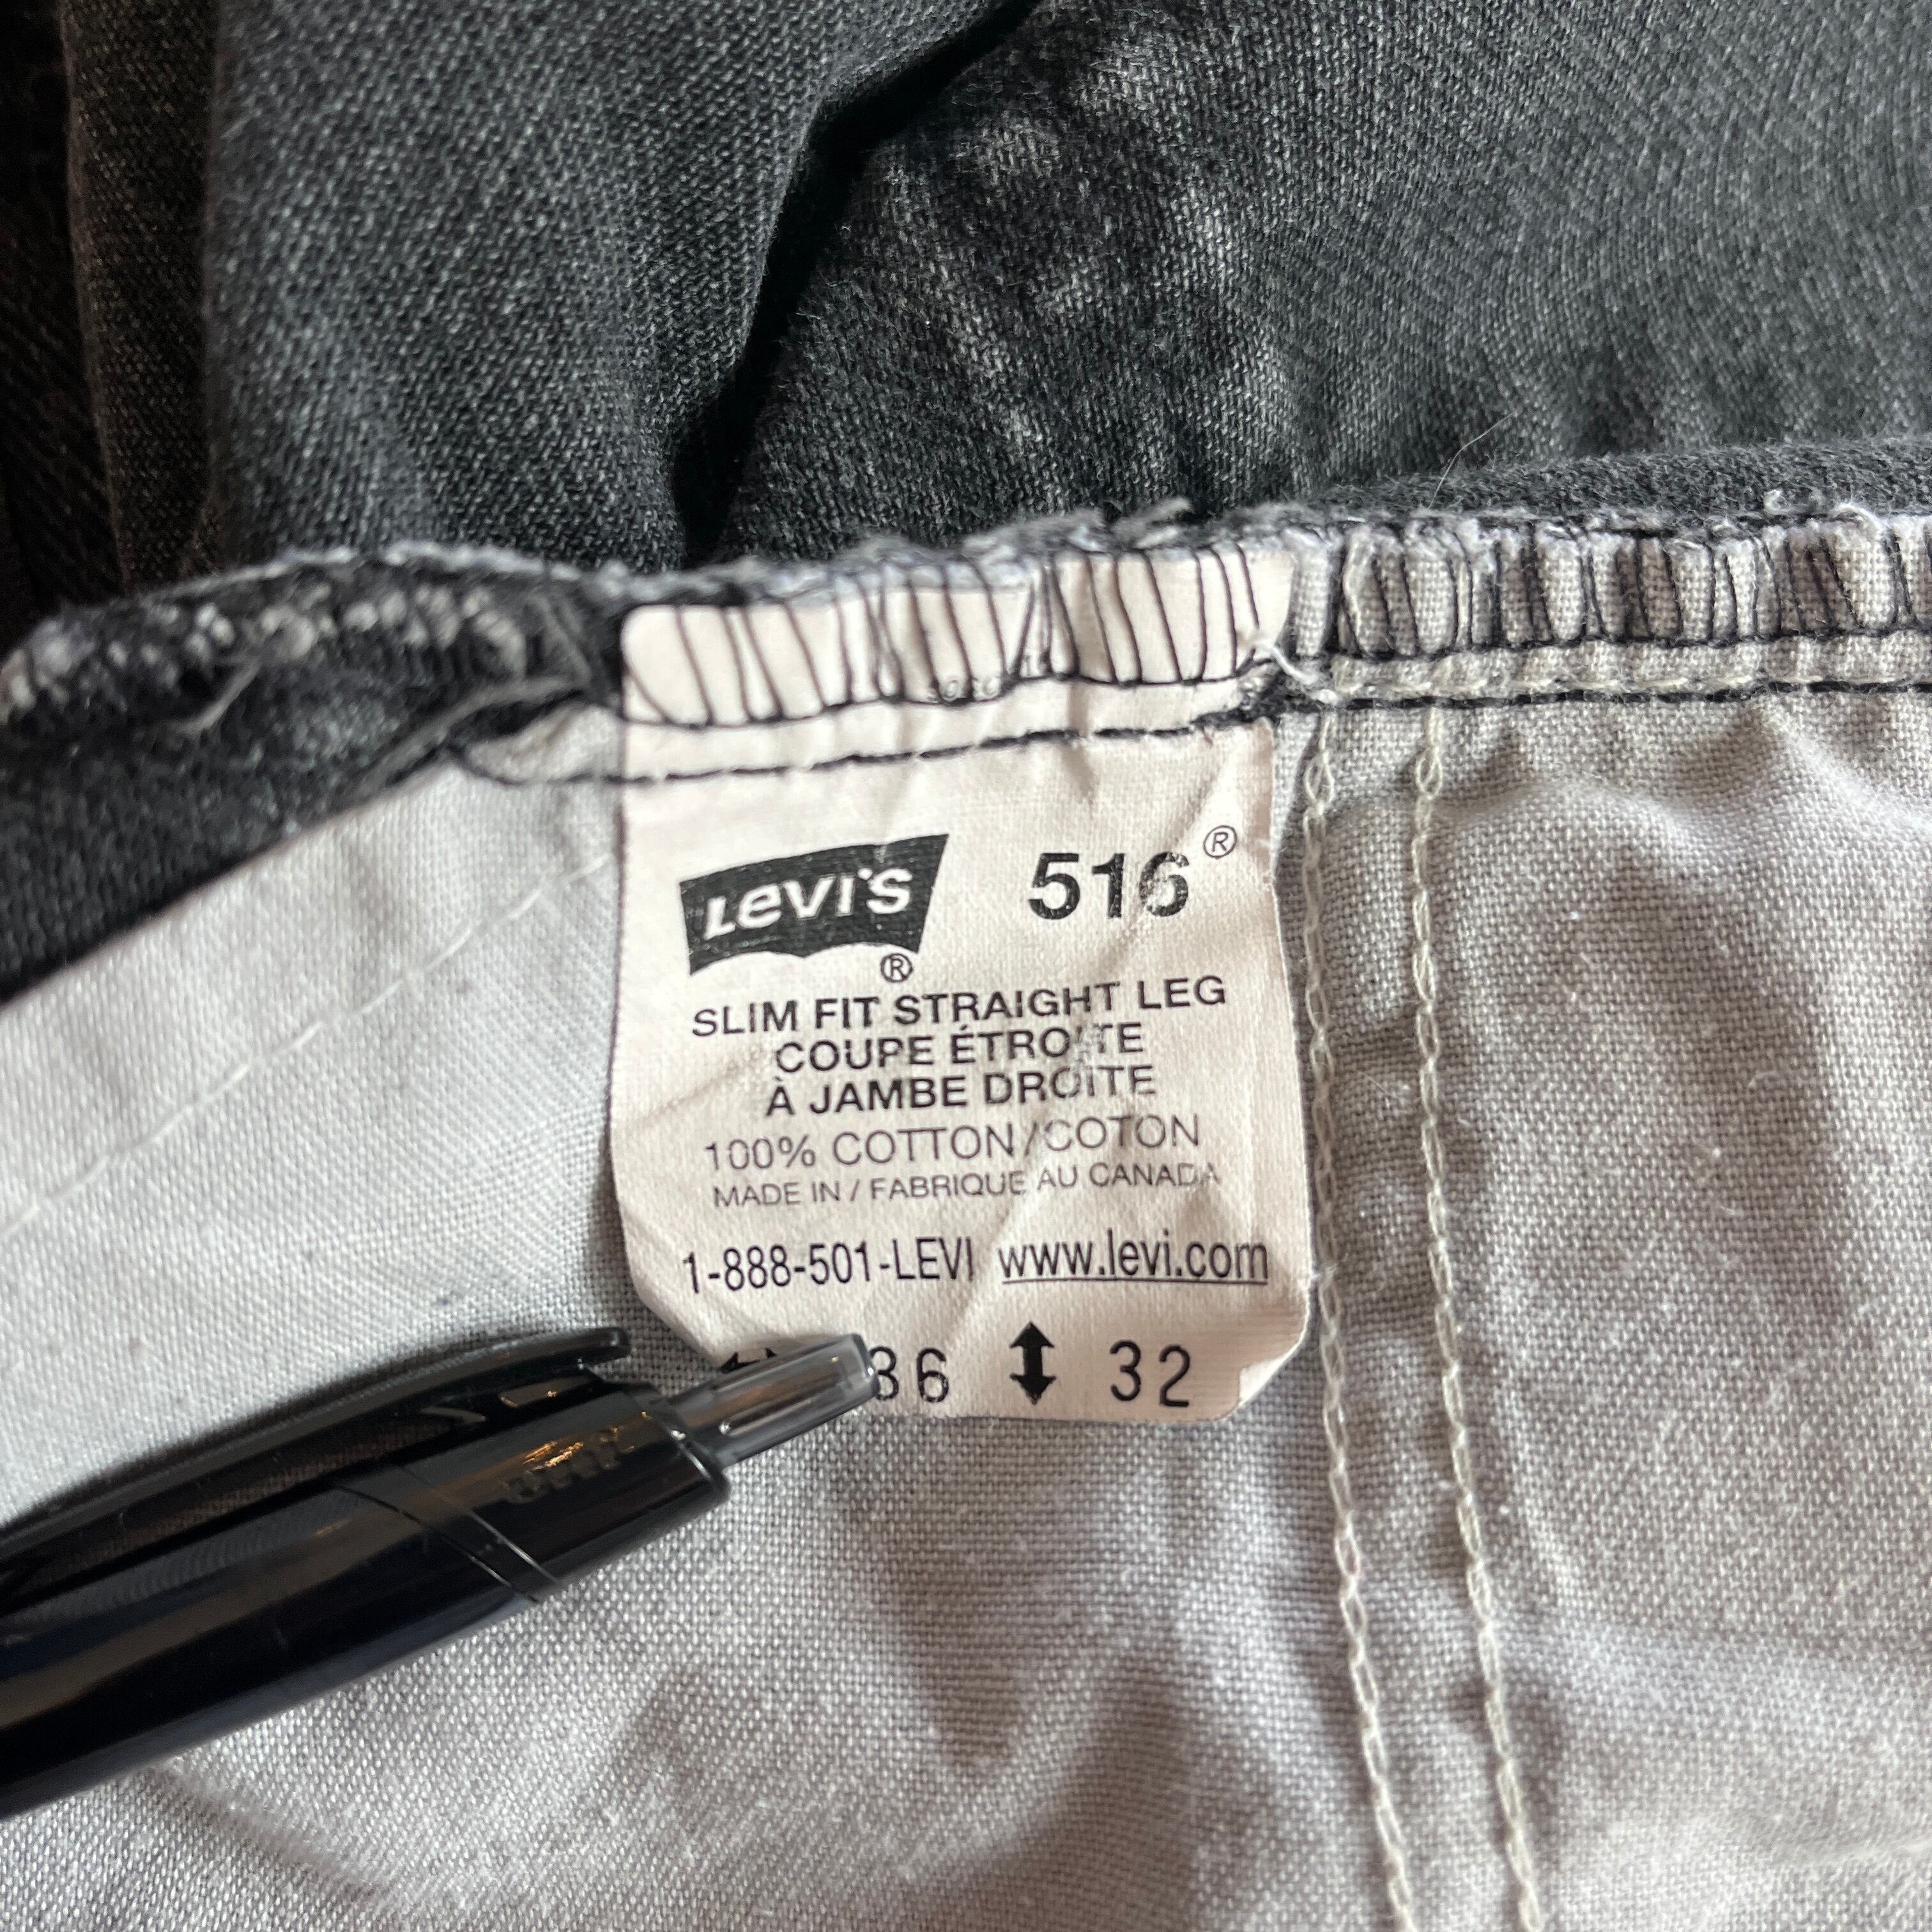 LEVI'S ® 516 ®
SLIM FIT STRAIGHT LEG
COUPE ÉTROITE
À JAMBE DROITE
100% COTTON/COTON
MADE IN / FABRIQUE AU CANADA
1-888-501-LEVI www.levi.com
36 32
uni